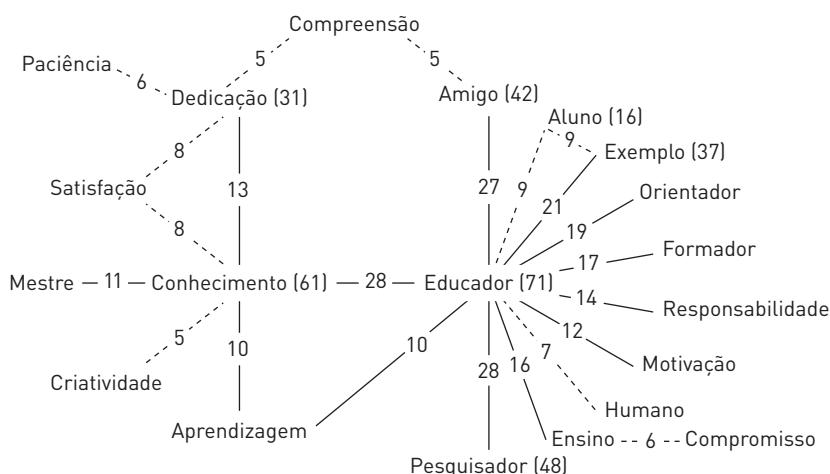 Compreensão
Paciência
5
5
6
Dedicação (31)
Amigo (42)
Aluno (16)
9
Exemplo (37)
8
Satisfação
13
27
9
21
Orientador
19
8
Formador
17
Mestre
11
Conhecimento (61)
28
Educador (71)
14
Responsabilidade
12
5
10
10
28
16
7
Motivação
Criatividade
Humano
Aprendizagem
Ensino
6
Compromisso
Pesquisador (48)